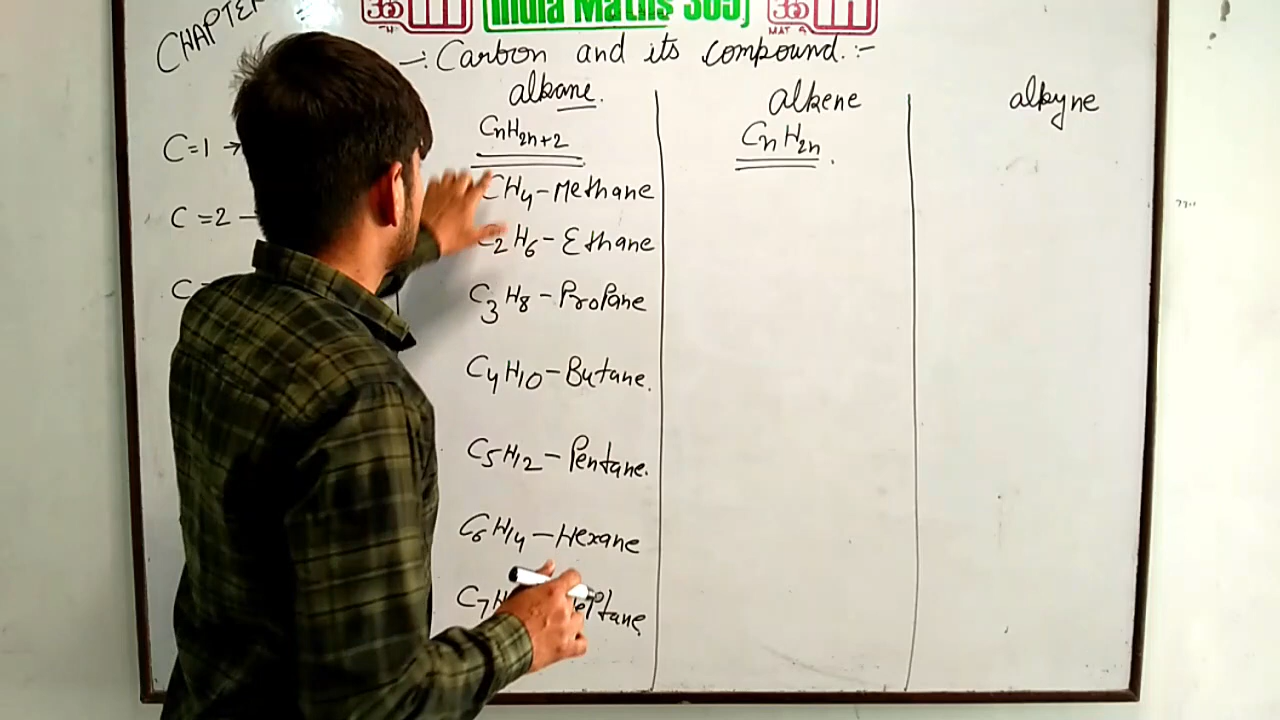 CHAPTER
India Maths 365
-: Carbon and its compound :-
alkane.
CnH2n+2
CH4 - Methane
C2H6 - Ethane
C3H8 - Propane
C4H10 - Butane.
C5H12 - Pentane.
C6H14 - Hexane
C7H
alkene
CnH2n.
alkyne
C=1 →
C=2